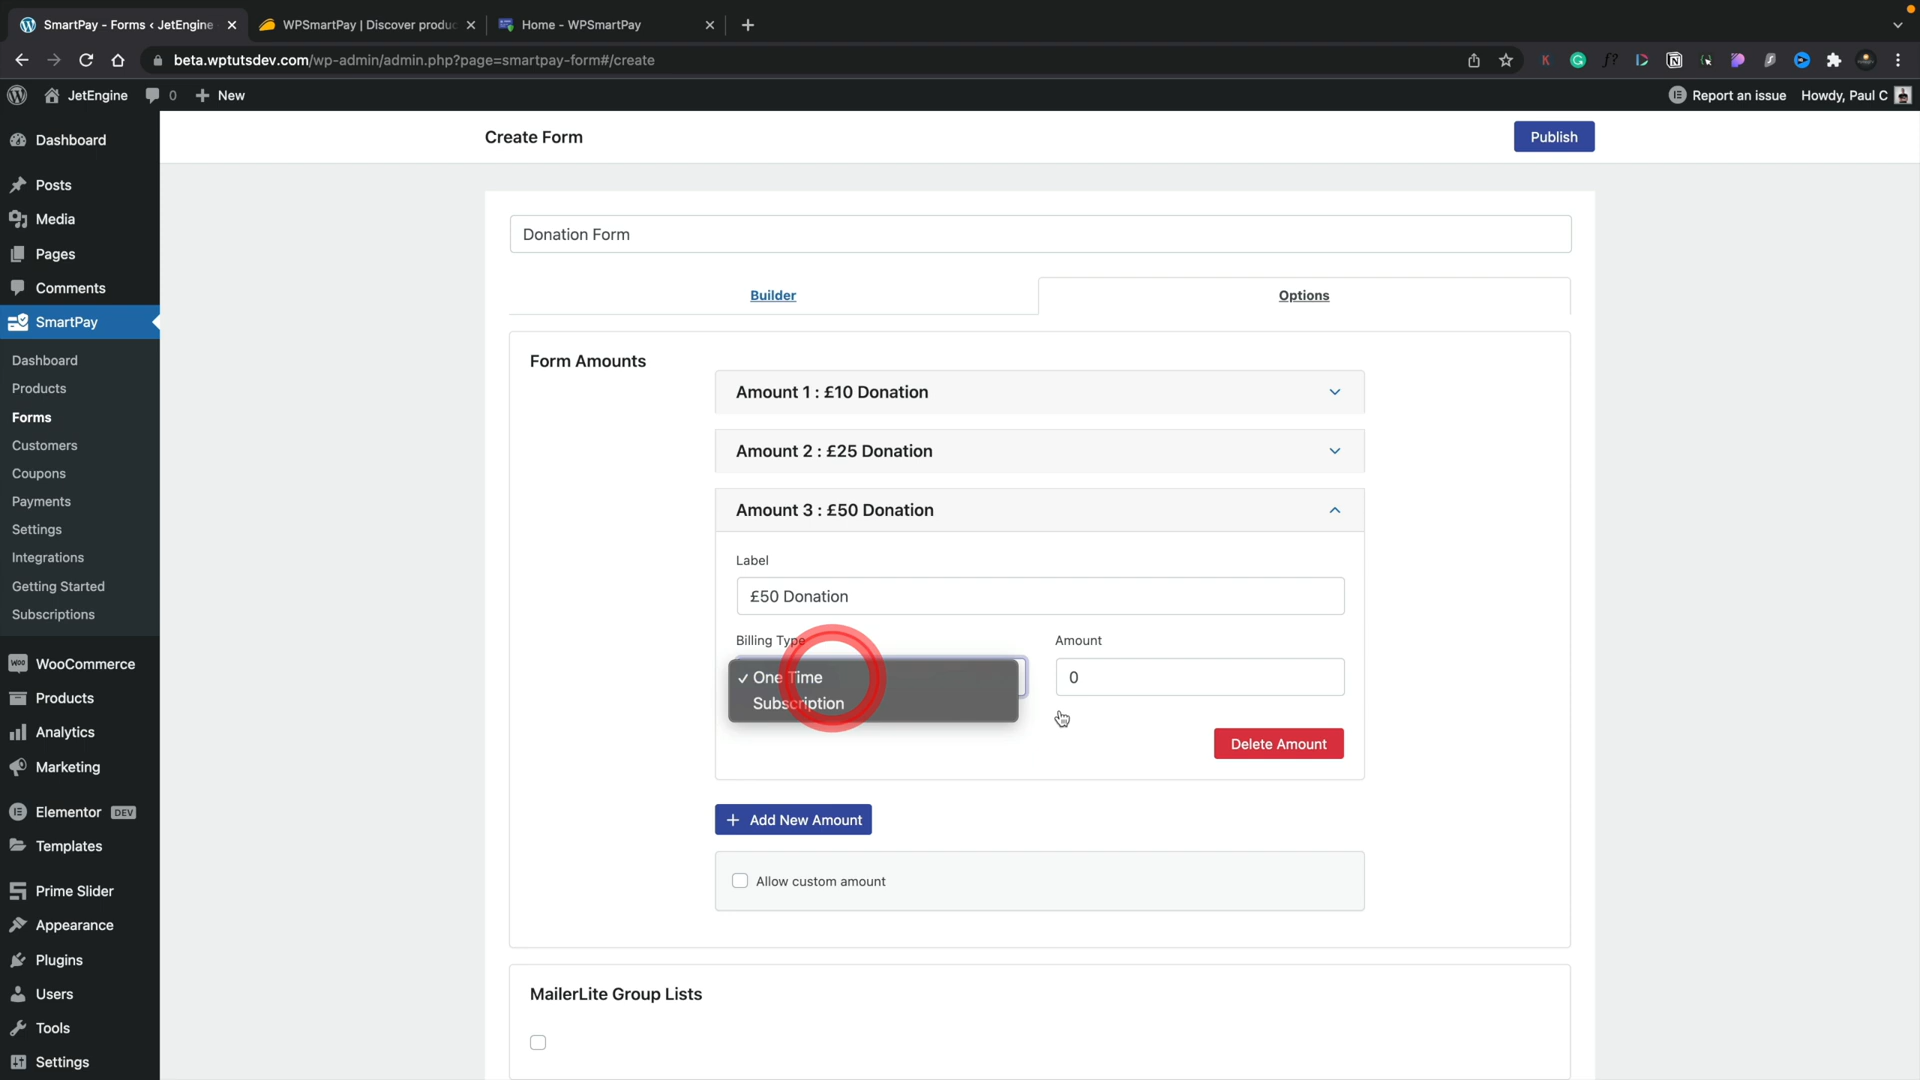 SmartPay - Forms ‹ JetEngine
WPSmartPay | Discover produc
Home - WPSmartPay
beta.wptutsdev.com/wp-admin/admin.php?page=smartpay-form#/create
JetEngine
0
New
Report an issue
Howdy, Paul C
Dashboard
Posts
Media
Pages
Comments
SmartPay
Dashboard
Products
Forms
Customers
Coupons
Payments
Settings
Integrations
Getting Started
Subscriptions
WooCommerce
Products
Analytics
Marketing
Elementor DEV
Templates
Prime Slider
Appearance
Plugins
Users
Tools
Settings
Create Form
Publish
Donation Form
Builder
Options
Form Amounts
Amount 1 : £10 Donation
Amount 2 : £25 Donation
Amount 3 : £50 Donation
Label
£50 Donation
Billing Type
Amount
✓ One Time
Subscription
0
Delete Amount
+ Add New Amount
Allow custom amount
MailerLite Group Lists